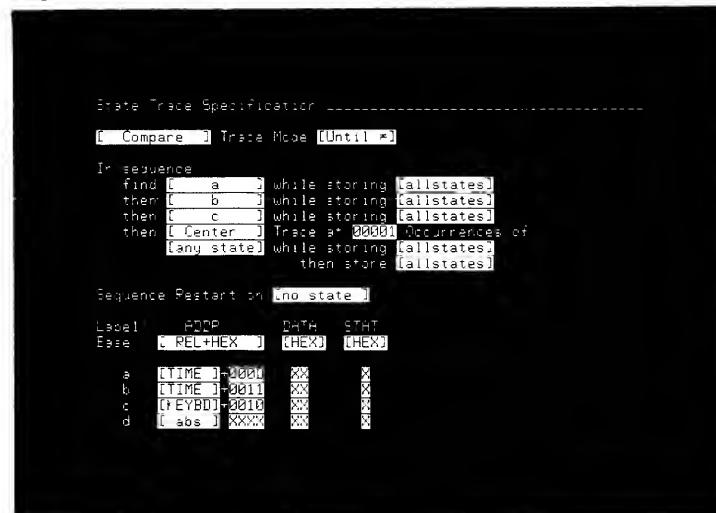 State Trace Specification
[ Compare ] Trace Mode [Until *]
In sequence
find [ a ] while storing [allstates]
then [ b ] while storing [allstates]
then [ c ] while storing [allstates]
then [ Center ] Trace at 00001 Occurrences of
[any state] while storing [allstates]
then store [allstates]
Sequence Restart on [no state ]
Label ADDR DATA STAT
Base [ REL+HEX ] [HEX] [HEX]
a [TIME ]+0000 XX X
b [TIME ]+0011 XX X
c [KEYBD]+0010 XX X
d [ abs ] XXXX XX X